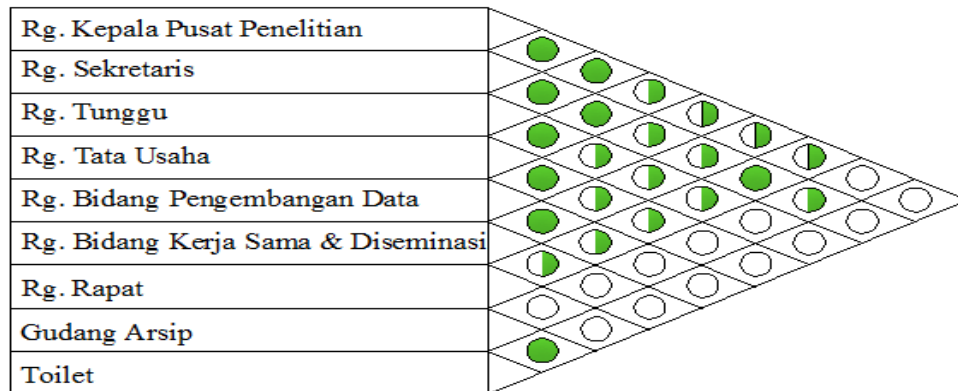 Rg. Kepala Pusat Penelitian
Rg. Sekretaris
Rg. Tunggu
Rg. Tata Usaha
Rg. Bidang Pengembangan Data
Rg. Bidang Kerja Sama & Diseminasi
Rg. Rapat
Gudang Arsip
Toilet